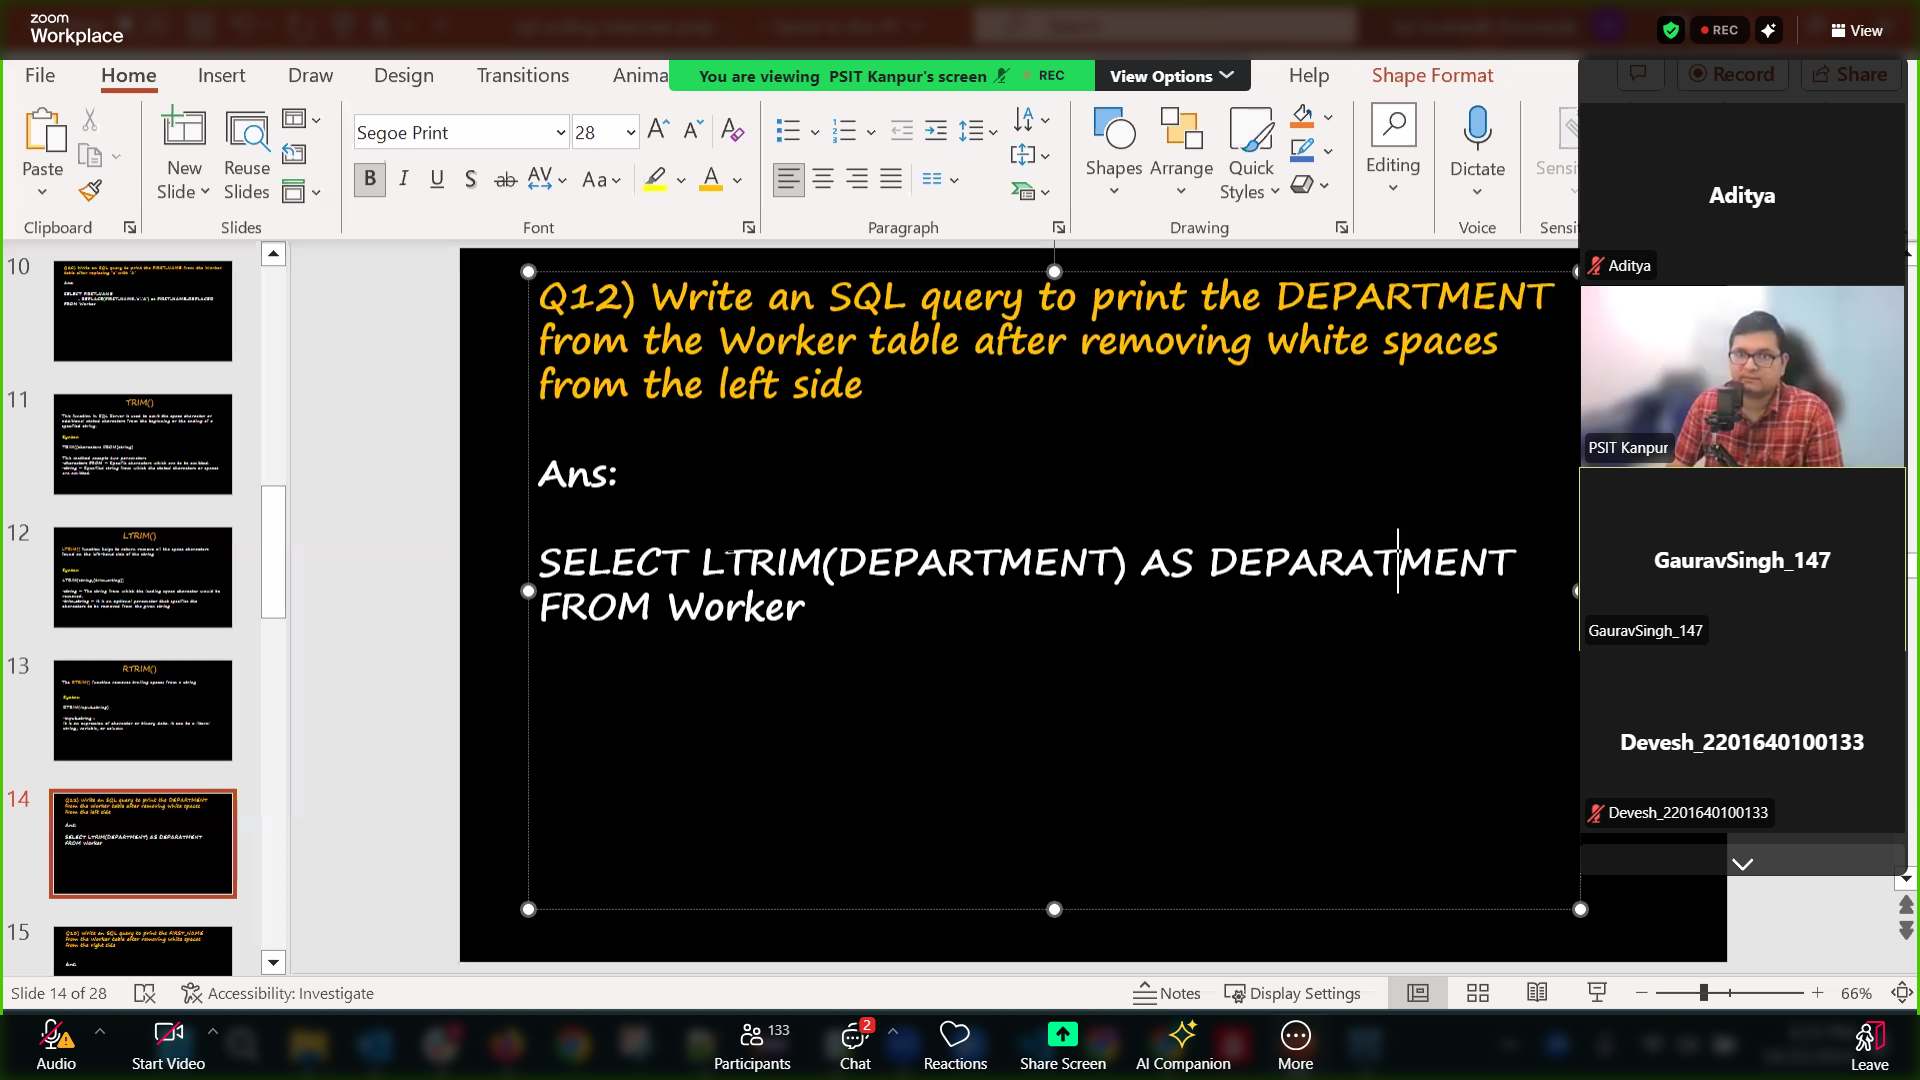 zoom
Workplace
REC
View
File
Home
Insert
Draw
Design
Transitions
Anima
You are viewing PSIT Kanpur's screen
REC
View Options
Help
Shape Format
Record
Share
Paste
New
Slide
Reuse
Slides
Segoe Print
28
Shapes
Arrange
Quick
Styles
Editing
Dictate
Sensi
Clipboard
Slides
Font
Paragraph
Drawing
Voice
Sensi
10
11
TRIM()
12
LTRIM()
13
RTRIM()
14
15
Q12) Write an SQL query to print the DEPARTMENT
from the Worker table after removing white spaces
from the left side
Ans:
SELECT LTRIM(DEPARTMENT) AS DEPARATMENT
FROM Worker
Aditya
Aditya
PSIT Kanpur
GauravSingh_147
GauravSingh_147
Devesh_2201640100133
Devesh_2201640100133
Slide 14 of 28
Accessibility: Investigate
Notes
Display Settings
66%
Audio
Start Video
Participants
133
Chat
2
Reactions
Share Screen
AI Companion
More
Leave